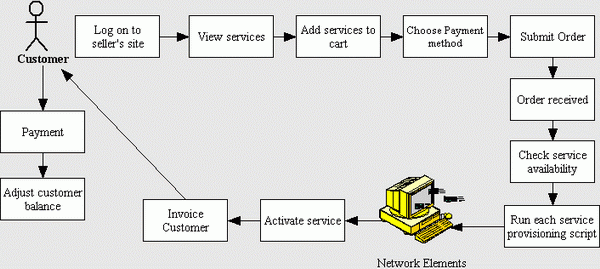 Customer
Log on to
seller's site
View services
Add services to
cart
Choose Payment
method
Submit Order
Order received
Check service
availability
Run each service
provisioning script
Network Elements
Activate service
Invoice
Customer
Payment
Adjust customer
balance